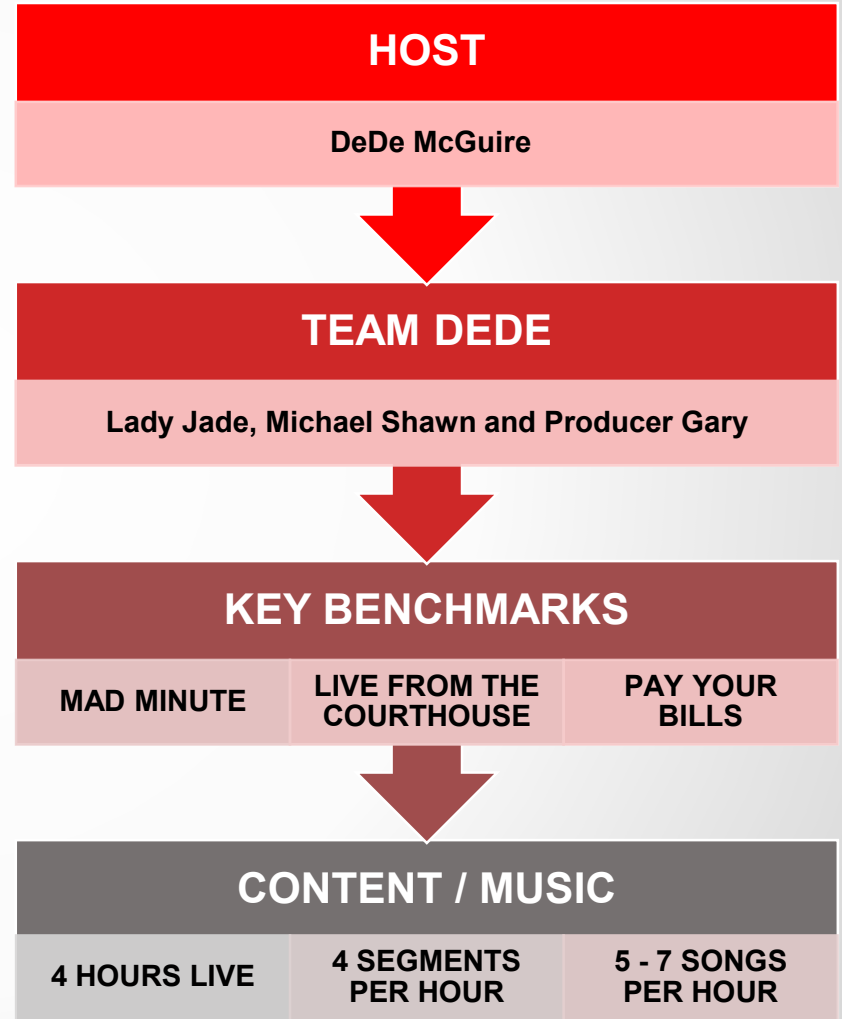 HOST
DeDe McGuire
TEAM DEDE
Lady Jade, Michael Shawn and Producer Gary
KEY BENCHMARKS
MAD MINUTE
LIVE FROM THE
COURTHOUSE
PAY YOUR
BILLS
CONTENT / MUSIC
4 HOURS LIVE
4 SEGMENTS
PER HOUR
5 - 7 SONGS
PER HOUR